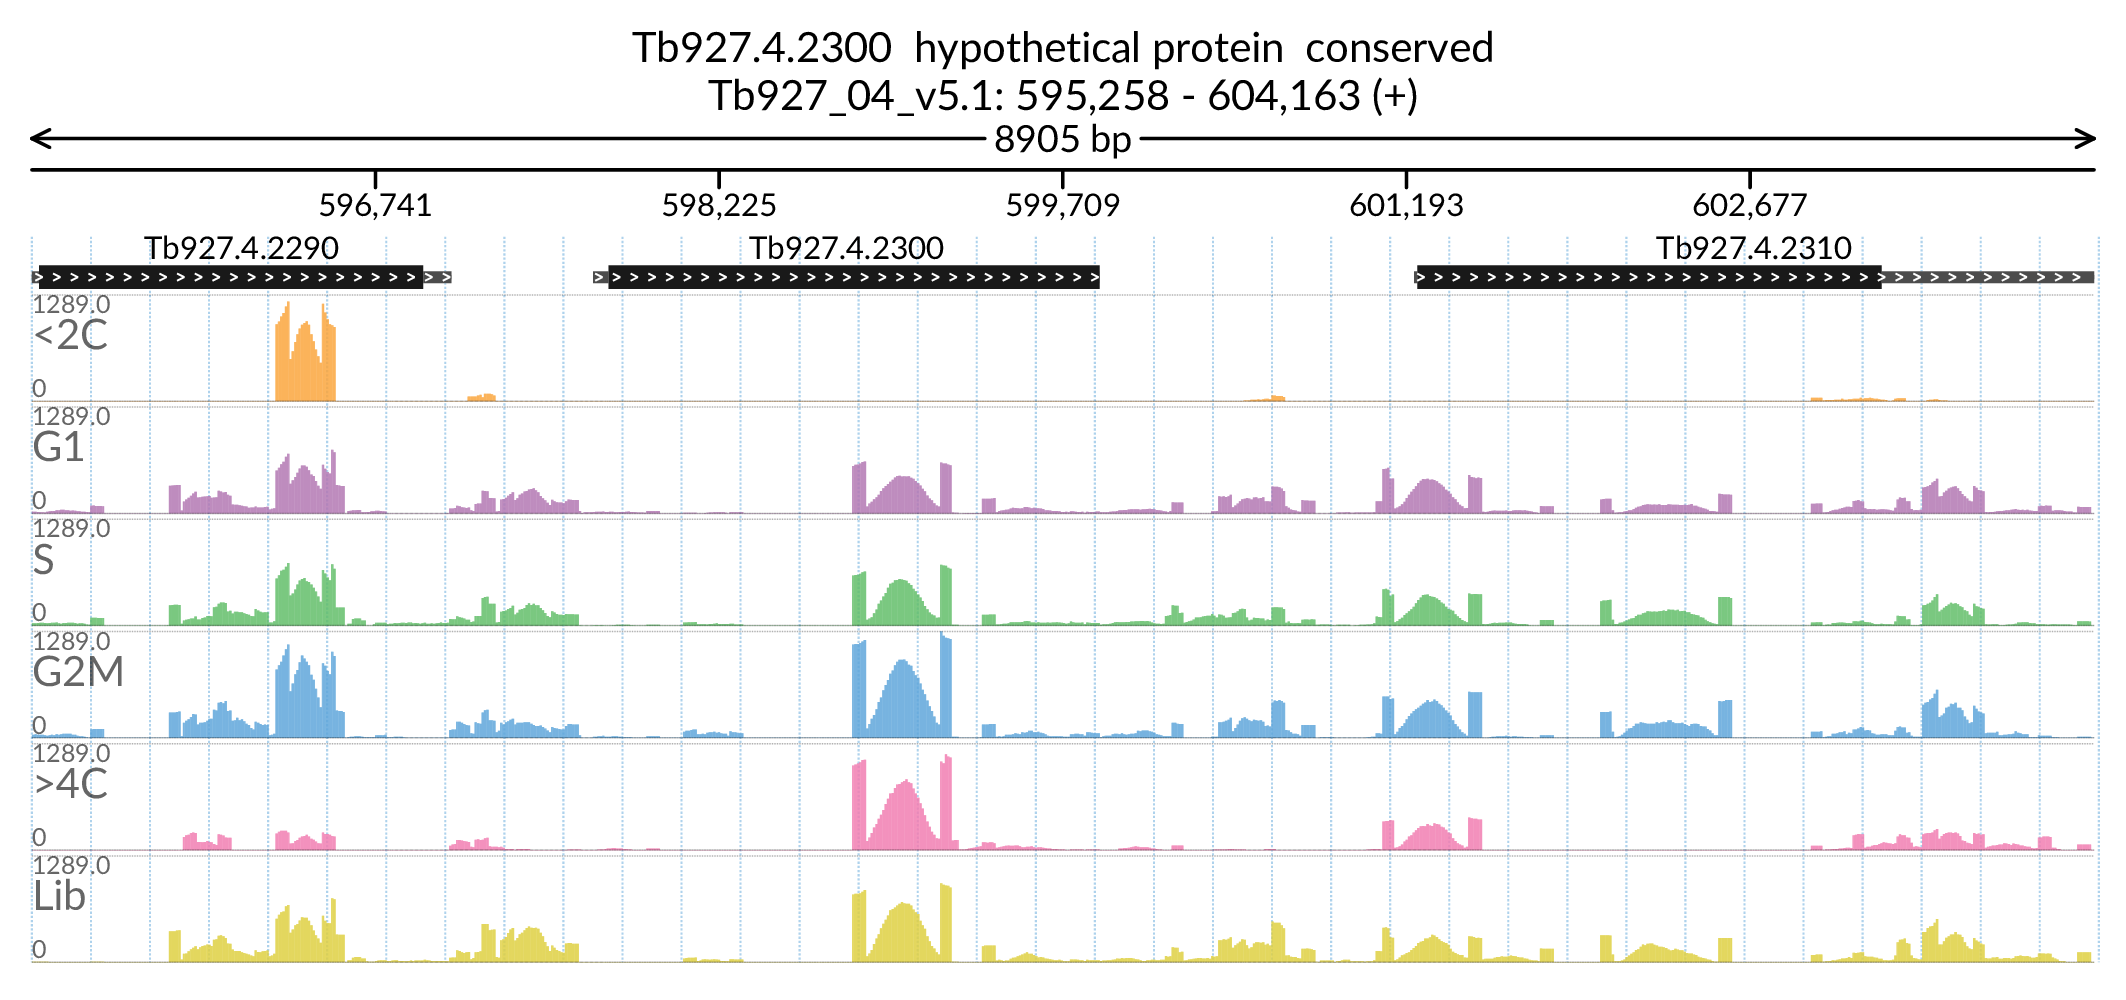 Tb927.4.2300  hypothetical protein  conserved
Tb927_04_v5.1: 595,258 - 604,163 (+)
8905 bp
596,741 598,225 599,709 601,193 602,677
Tb927.4.2290 Tb927.4.2300 Tb927.4.2310
1289.0
<2C
0
1289.0
G1
0
1289.0
S
0
1289.0
G2M
0
1289.0
>4C
0
1289.0
Lib
0